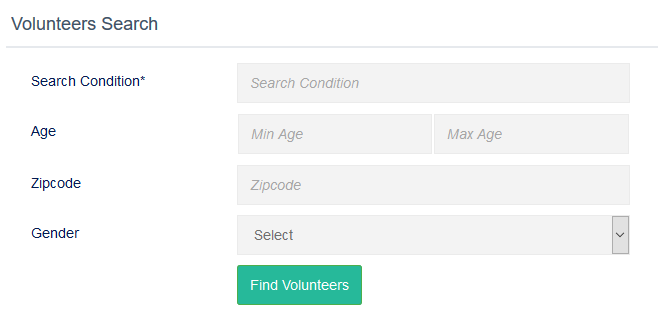 Volunteers Search
Search Condition* Search Condition
Age Min Age Max Age
Zipcode Zipcode
Gender Select
Find Volunteers